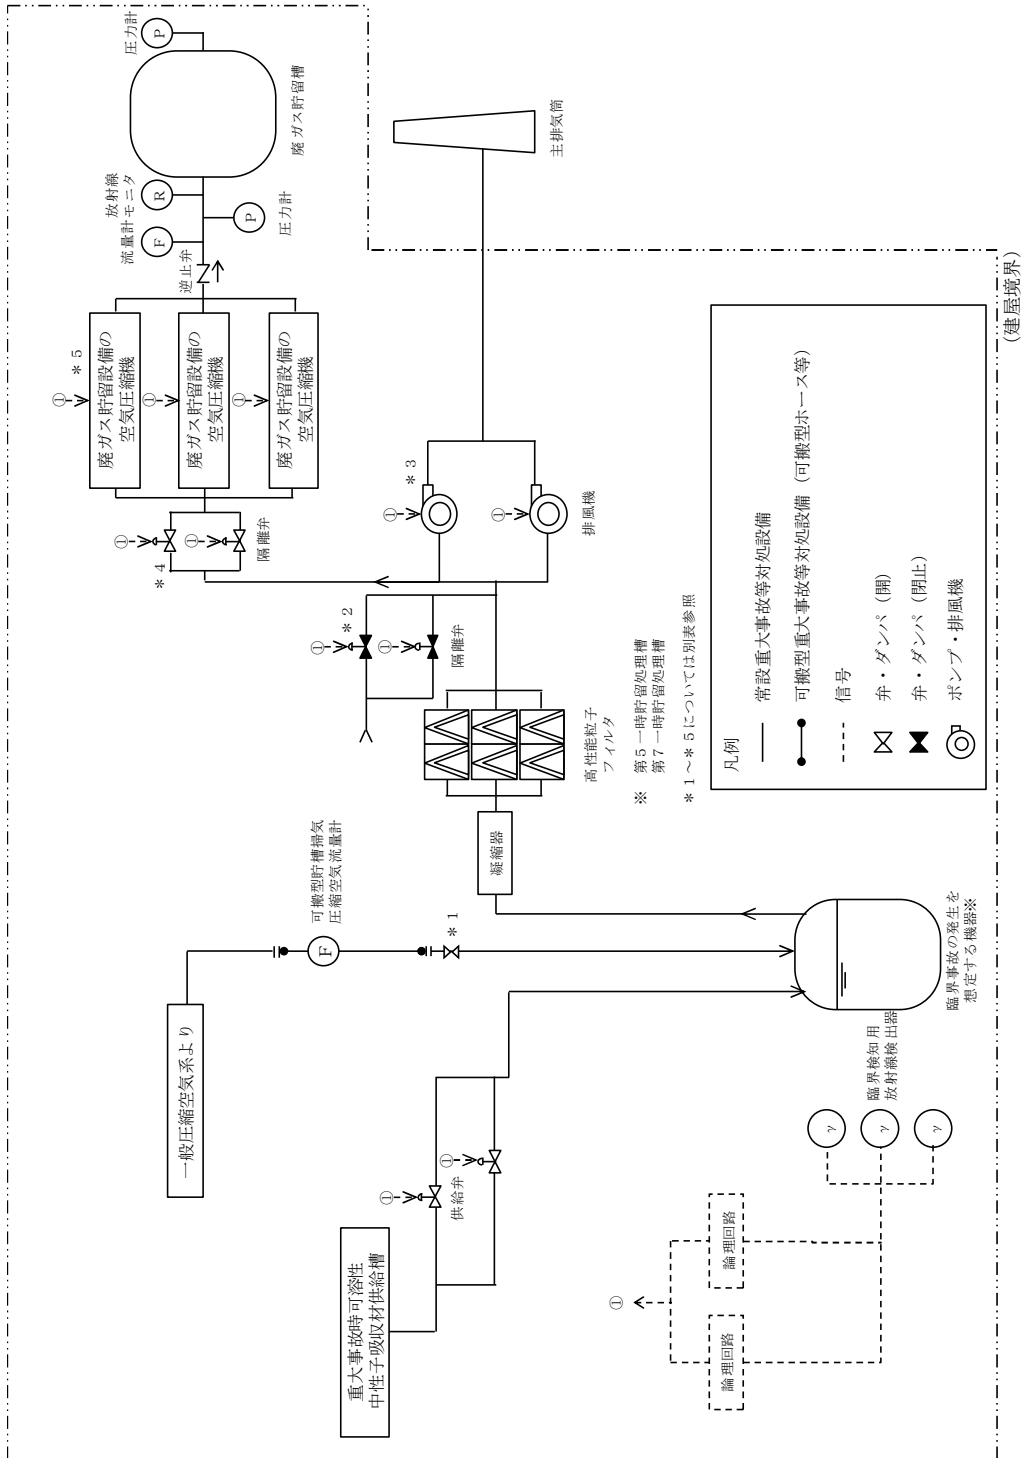 重大事故時可溶性
中性子吸収材供給槽
①
①
供給弁
一般圧縮空気系より
可搬型貯槽掃気
圧縮空気流量計
F
*1
①
論理回路
論理回路
γ
γ
γ
臨界検知用
放射線検出器
臨界事故の発生を
想定する機器※
凝縮器
高性能粒子
フィルタ
①
*2
①
隔離弁
①
*3
①
排風機
主排気筒
①
*4
①
隔離弁
①
*5
廃ガス貯留設備の
空気圧縮機
①
廃ガス貯留設備の
空気圧縮機
①
廃ガス貯留設備の
空気圧縮機
逆止弁
流量計
F
放射線
モニタ
R
P
圧力計
P
圧力計
廃ガス貯留槽
※ 第5一時貯留処理槽
第7一時貯留処理槽
*1~*5については別表参照
凡例
常設重大事故等対処設備
可搬型重大事故等対処設備(可搬型ホース等)
信号
弁・ダンパ(開)
弁・ダンパ(閉止)
ポンプ・排風機
(建屋境界)